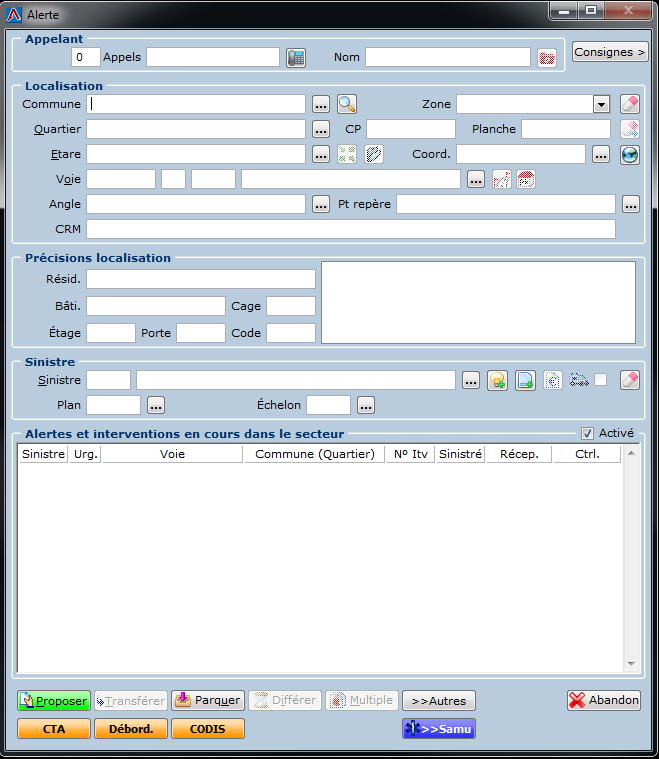 Alerte
Appelant
0 Appels Nom Consignes >
Localisation
Commune ... Zone
Quartier ... CP Planche
Etare ... Coord. ...
Voie ...
Angle ... Pt repère ...
CRM
Précisions localisation
Résid.
Bâti. Cage
Étage Porte Code
Sinistre
Sinistre ...
Plan ... Échelon ...
Alertes et interventions en cours dans le secteur Activé
Sinistre Urg. Voie Commune (Quartier) Nº Itv Sinistré Récep. Ctrl.
Proposer Transférer Parquer Différer Multiple >>Autres Abandon
CTA Débord. CODIS >>Samu